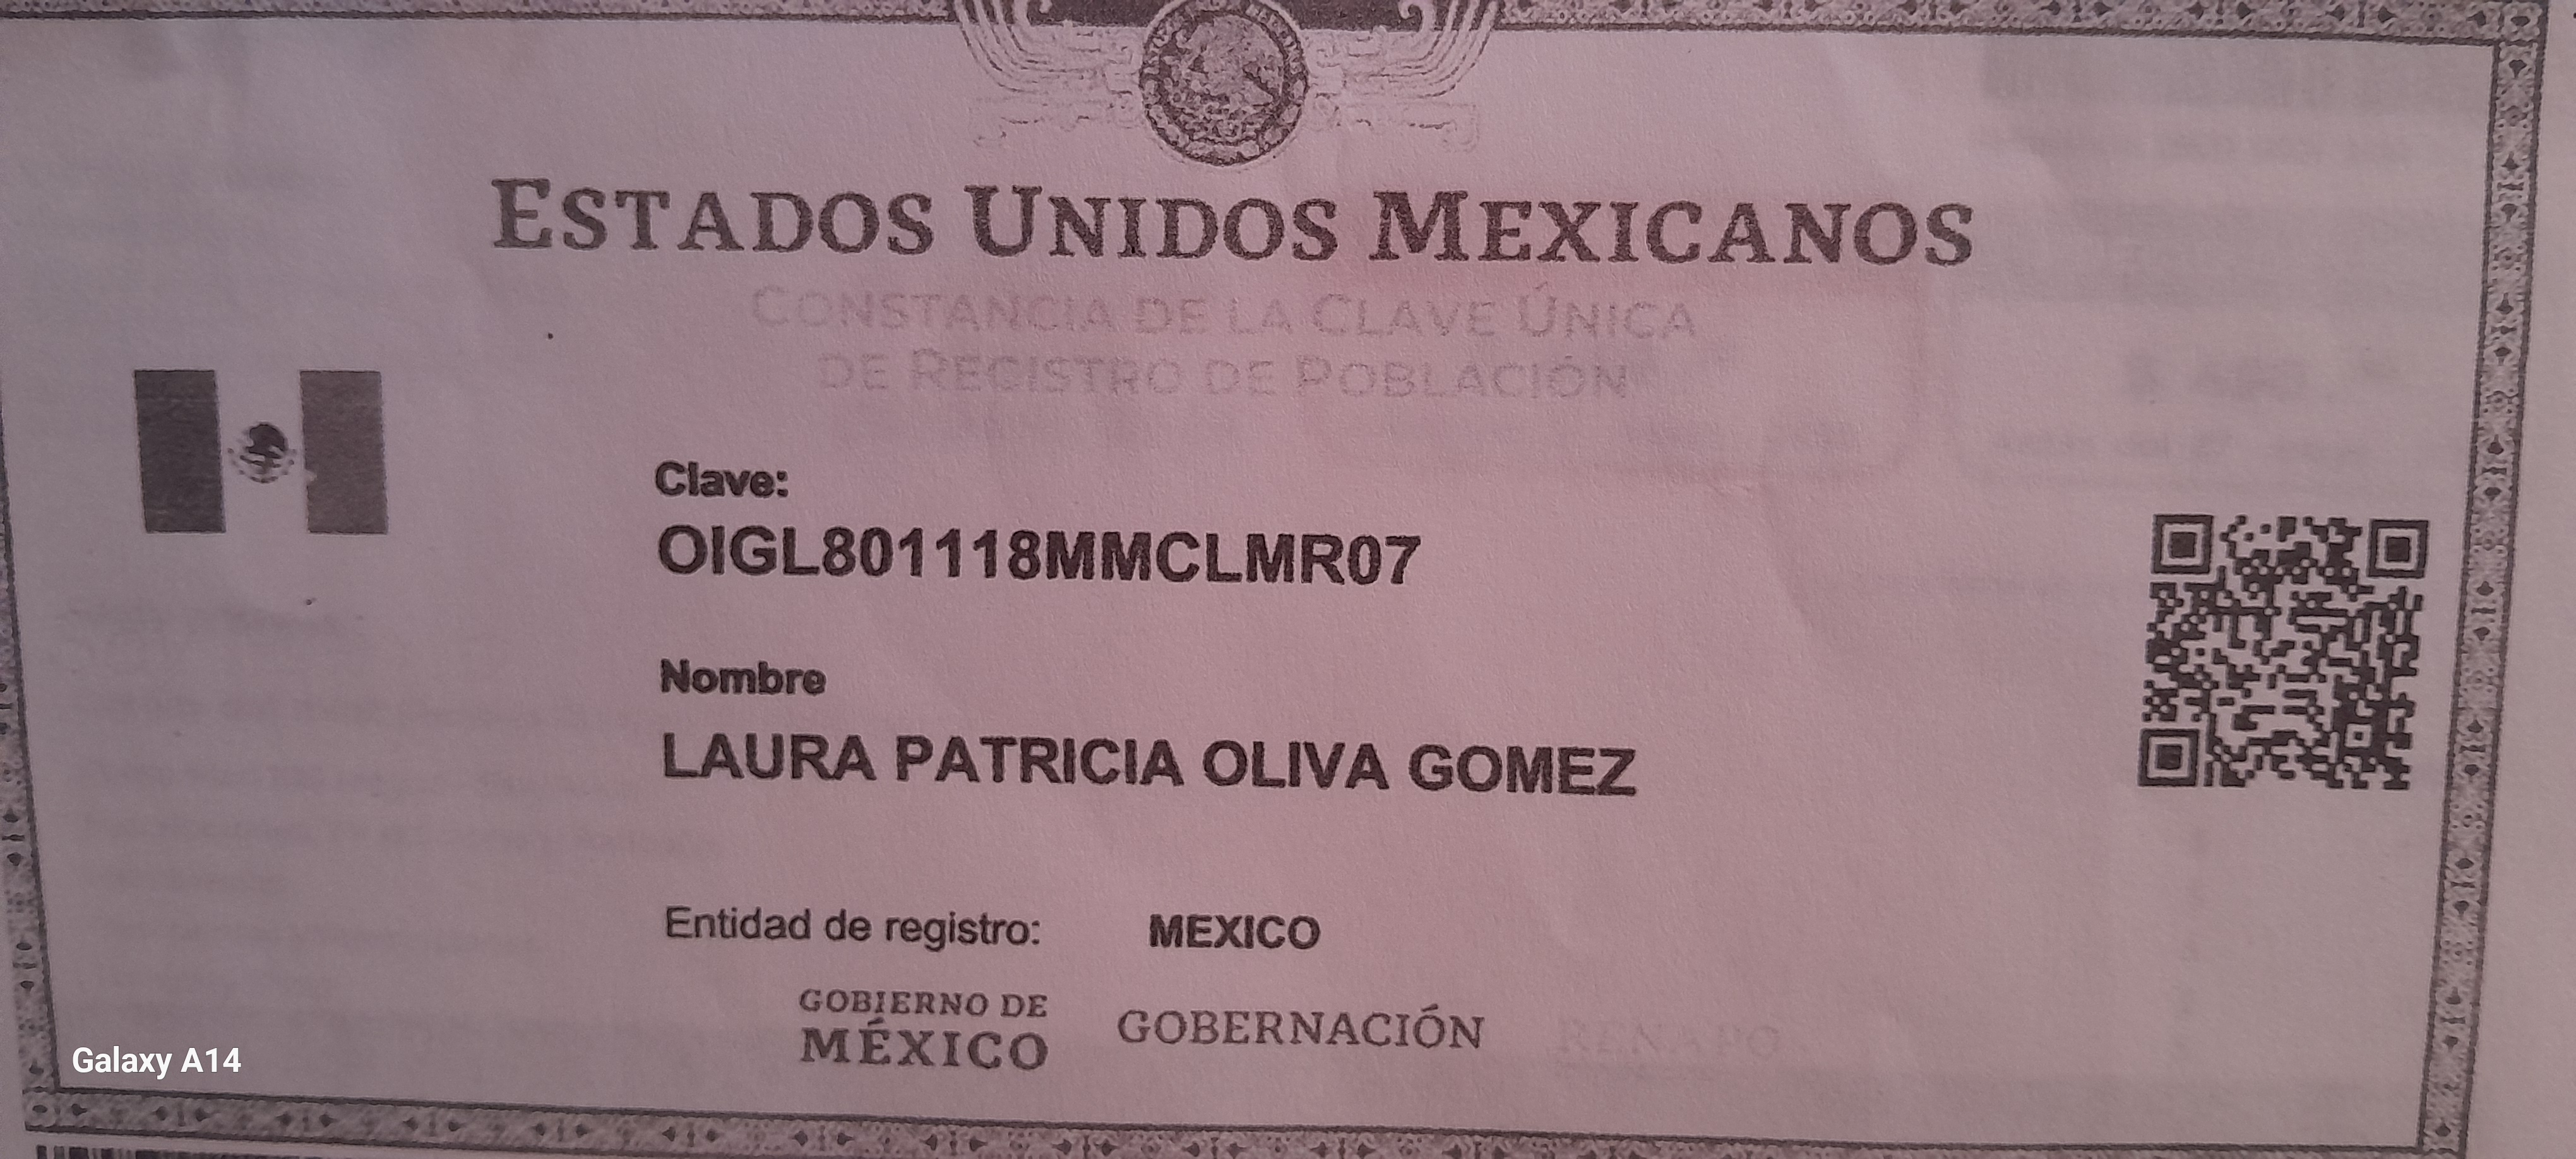 ESTADOS UNIDOS MEXICANOS
CONSTANCIA DE LA CLAVE ÚNICA
DE REGISTRO DE POBLACIÓN
Clave:
OIGL801118MMCLMR07
Nombre
LAURA PATRICIA OLIVA GOMEZ
Entidad de registro: MEXICO
GOBIERNO DE
MÉXICO
GOBERNACIÓN
RENAPO
Galaxy A14